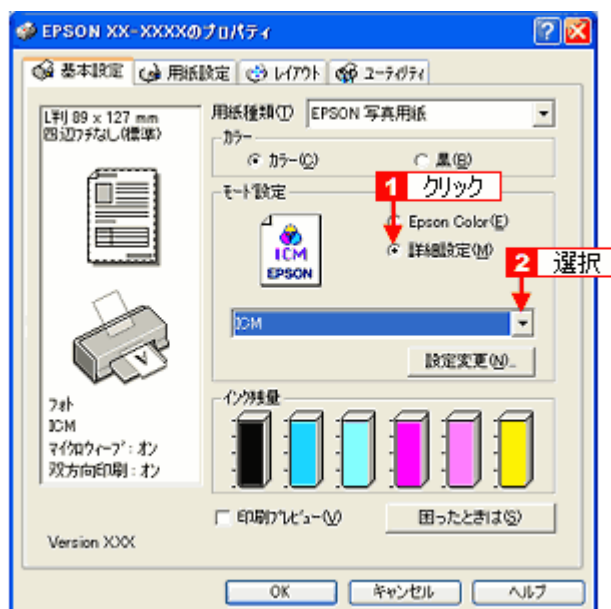 EPSON XX-XXXXのプロパティ
基本設定 用紙設定 レイアウト ユーティリティ
L判 89 x 127 mm
四辺フチなし(標準)
用紙種類(T) EPSON 写真用紙
カラー
カラー(C) 黒(B)
1 クリック
モード設定
Epson Color(E)
ICM
EPSON
詳細設定(M)
2 選択
ICM
設定変更(N)...
インク残量
フォト
ICM
マイクロウィーブ : オン
双方向印刷 : オン
印刷プレビュー(V) 困ったときは(S)
Version XXX
OK キャンセル ヘルプ